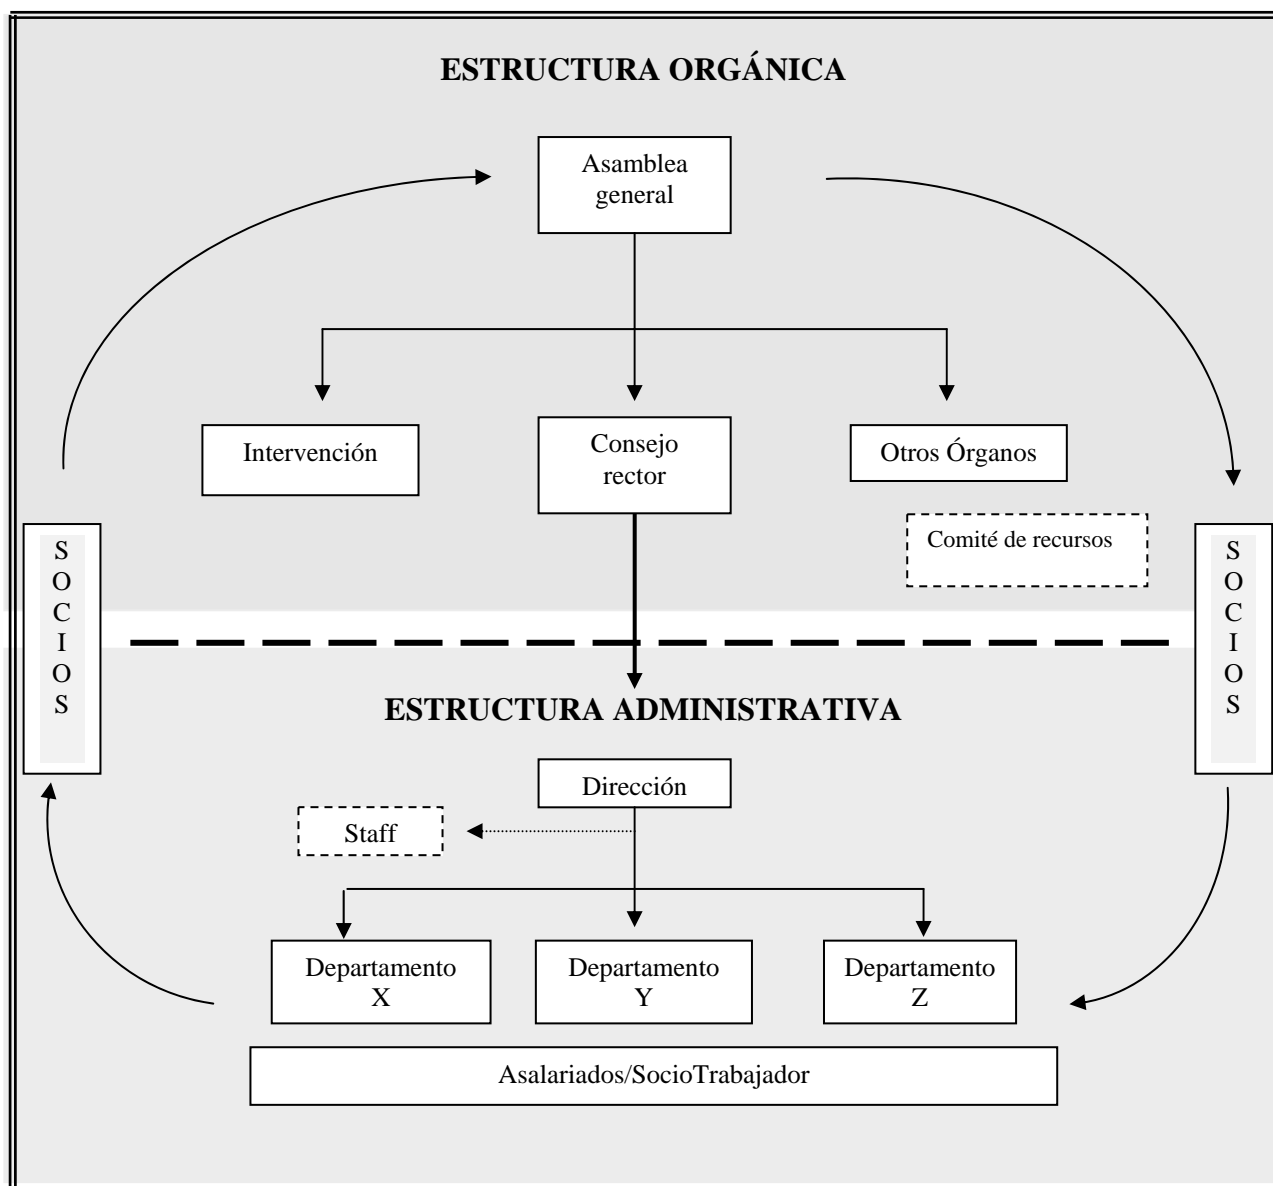 ESTRUCTURA ORGÁNICA
Asamblea
general
Intervención
Consejo
rector
Otros Órganos
Comité de recursos
S
O
C
I
O
S
S
O
C
I
O
S
ESTRUCTURA ADMINISTRATIVA
Dirección
Staff
Departamento
X
Departamento
Y
Departamento
Z
Asalariados/SocioTrabajador